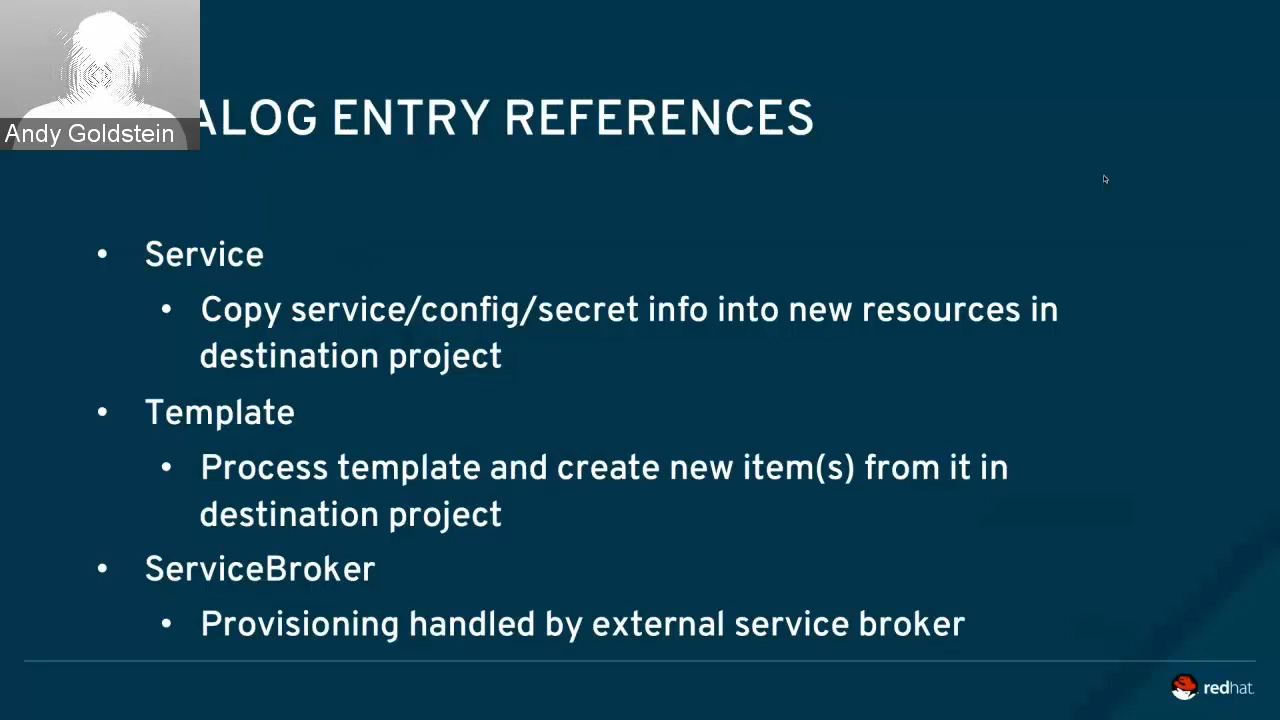 Andy Goldstein
ALOG ENTRY REFERENCES
• Service
• Copy service/config/secret info into new resources in
destination project
• Template
• Process template and create new item(s) from it in
destination project
• ServiceBroker
• Provisioning handled by external service broker
redhat.